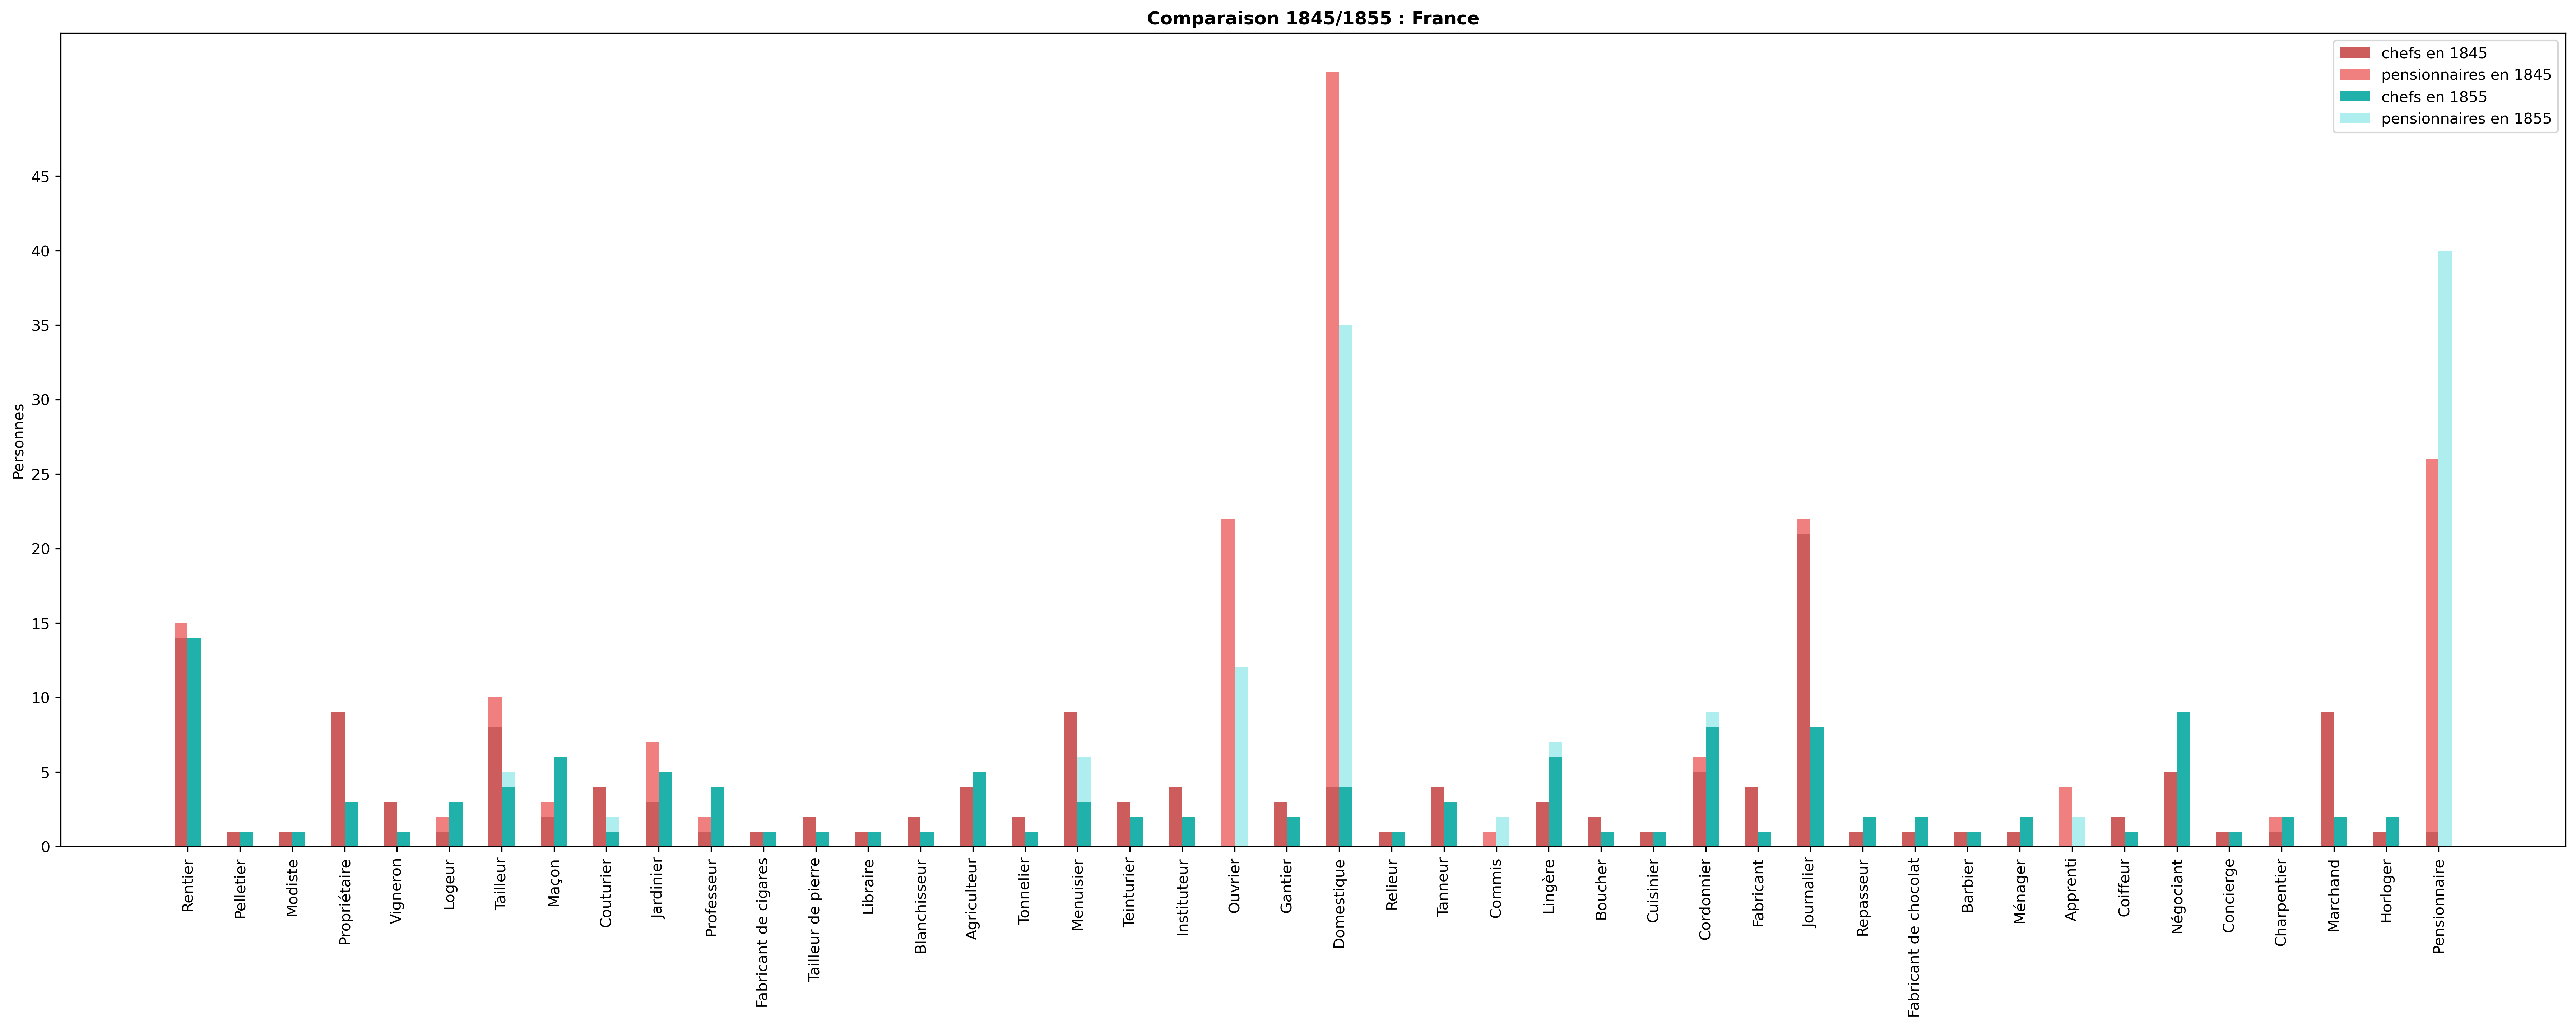 Comparaison 1845/1855 : France
chefs en 1845
pensionnaires en 1845
chefs en 1855
pensionnaires en 1855
Personnes
45
40
35
30
25
20
15
10
5
0
Rentier
Pelletier
Modiste
Propriétaire
Vigneron
Logeur
Tailleur
Maçon
Couturier
Jardinier
Professeur
Fabricant de cigares
Tailleur de pierre
Libraire
Blanchisseur
Agriculteur
Tonnelier
Menuisier
Teinturier
Instituteur
Ouvrier
Gantier
Domestique
Relieur
Tanneur
Commis
Lingère
Boucher
Cuisinier
Cordonnier
Fabricant
Journalier
Repasseur
Fabricant de chocolat
Barbier
Ménager
Apprenti
Coiffeur
Négociant
Concierge
Charpentier
Marchand
Horloger
Pensionnaire